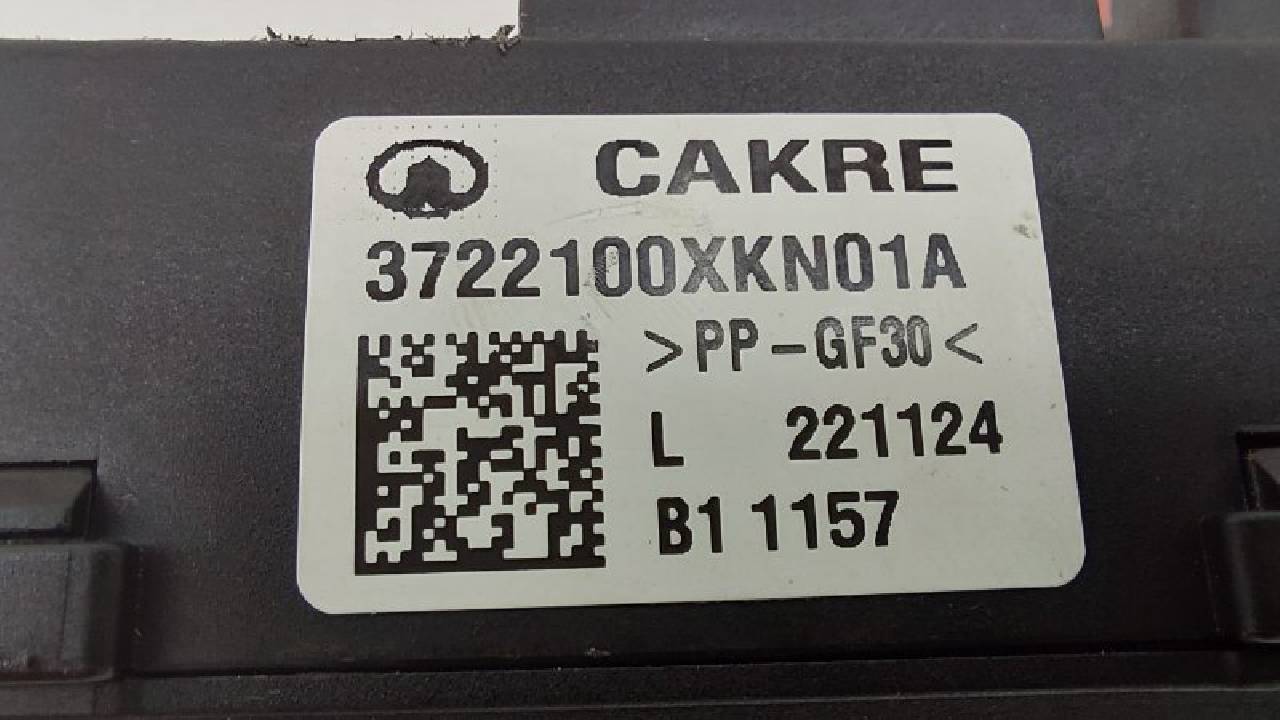 CAKRE
3722100XKN01A
>PP-GF30<
L 221124
B1 1157